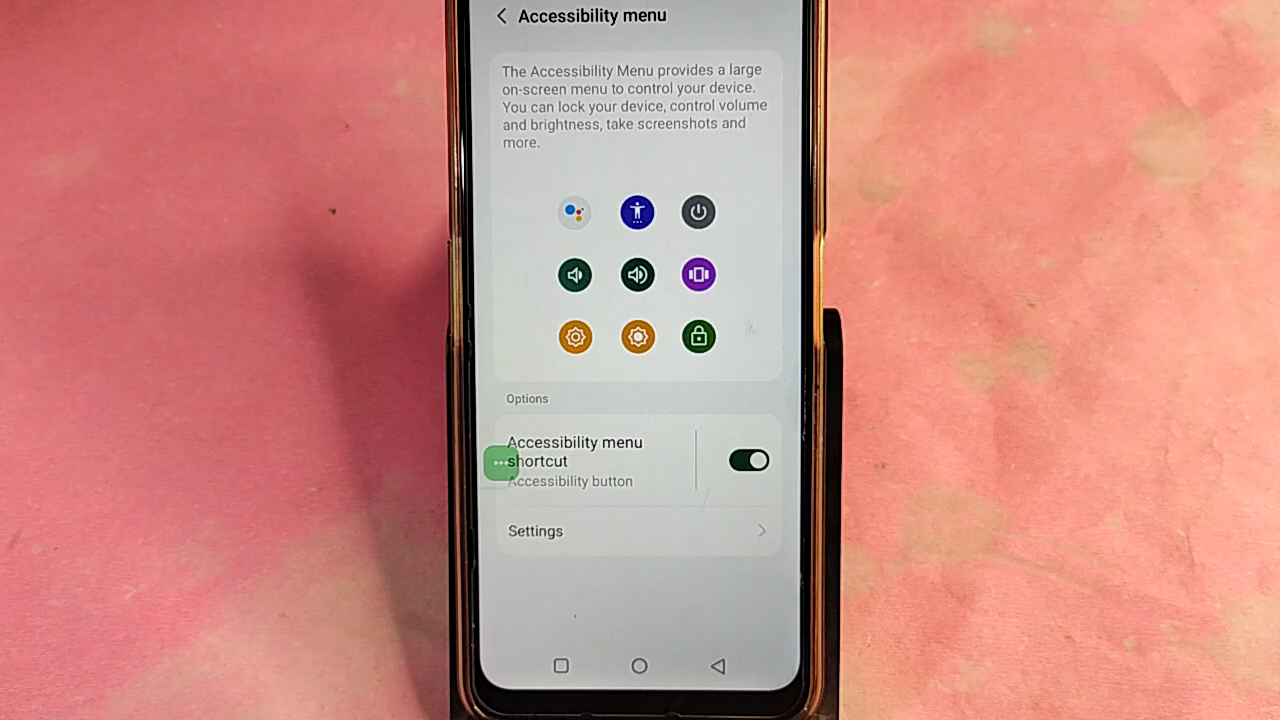 Accessibility menu
The Accessibility Menu provides a large
on-screen menu to control your device.
You can lock your device, control volume
and brightness, take screenshots and
more.
Options
Accessibility menu
shortcut
Accessibility button
Settings